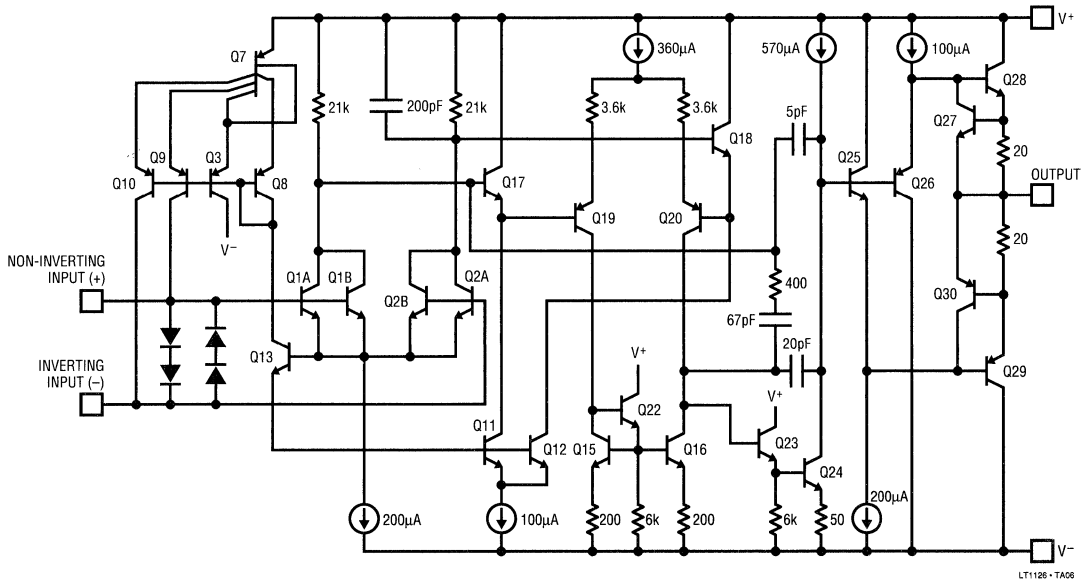 V+
Q7
360µA
570µA
100µA
Q28
21k
200pF
21k
3.6k
3.6k
5pF
Q27
Q18
20
Q9
Q3
Q10
Q8
Q17
Q25
Q26
OUTPUT
Q19
Q20
V–
20
NON-INVERTING
INPUT (+)
Q1A
Q1B
Q2B
Q2A
400
Q30
67pF
20pF
Q13
INVERTING
INPUT (–)
V+
V+
Q29
Q22
Q11
Q12
Q15
Q16
Q23
Q24
200µA
200µA
100µA
200
6k
200
6k
50
V–
LT1126 • TA06